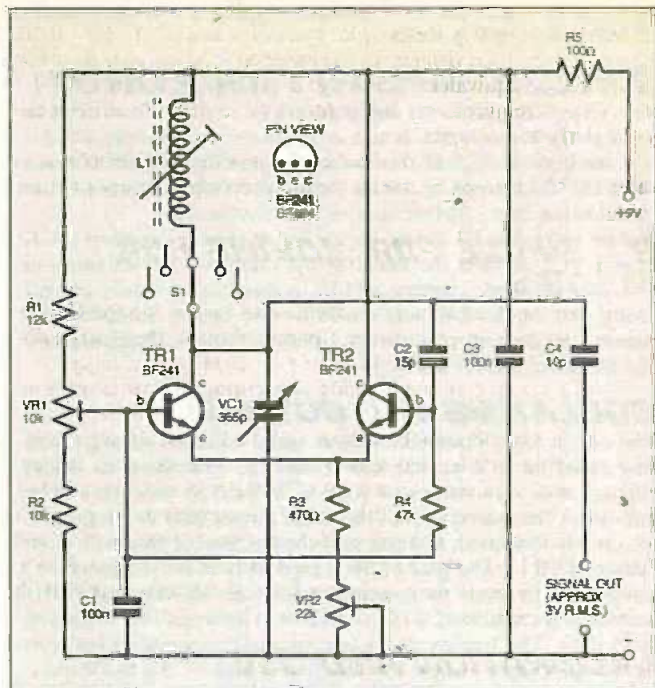 R5
100Ω
PIN VIEW
b e c
BF241
L1
+9V
S1
R1
12k
TR1
BF241
TR2
BF241
C2
15p
C3
100n
C4
10p
VR1
10k
VC1
365p
c
b
e
c
b
e
R2
10k
R3
470Ω
R4
47k
C1
100n
VR2
22k
SIGNAL OUT
(APPROX
3V R.M.S.)